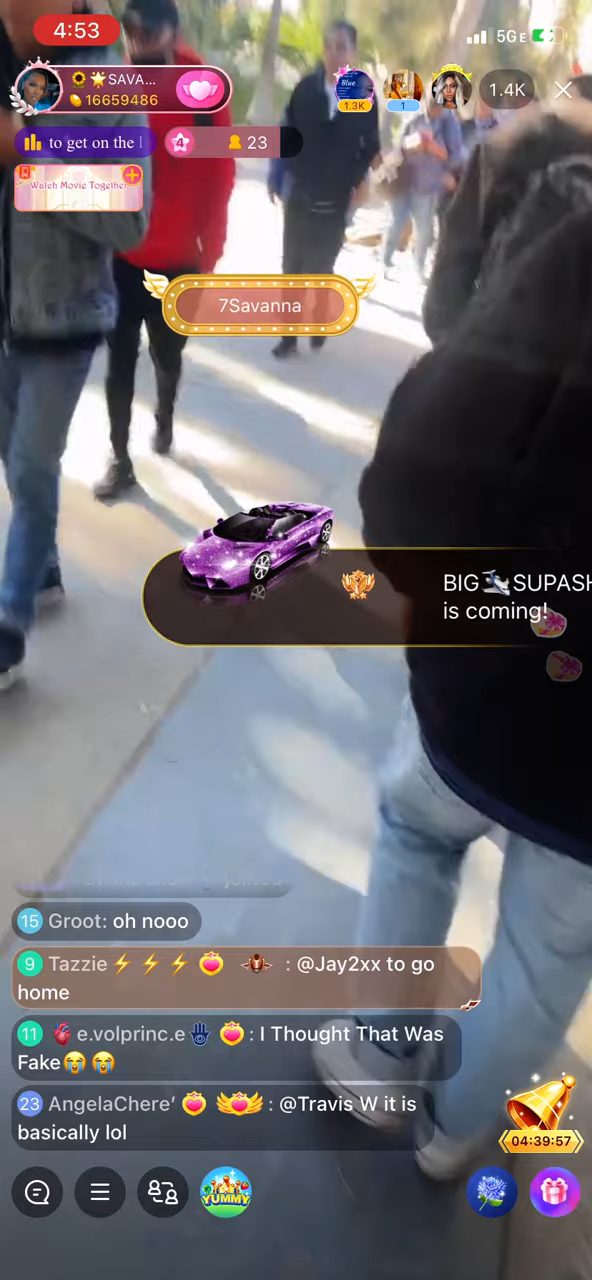 4:53
5GE
SAVA...
16659486
1.3K
1
1.4K
to get on the l
4
23
Watch Movie Together
7Savanna
BIG SUPASH
is coming!
15 Groot: oh nooo
9 Tazzie : @Jay2xx to go
home
11 e.volprinc.e : I Thought That Was
Fake😭😭
23 AngelaChere’ : @Travis W it is
basically lol
04:39:57
YUMMY